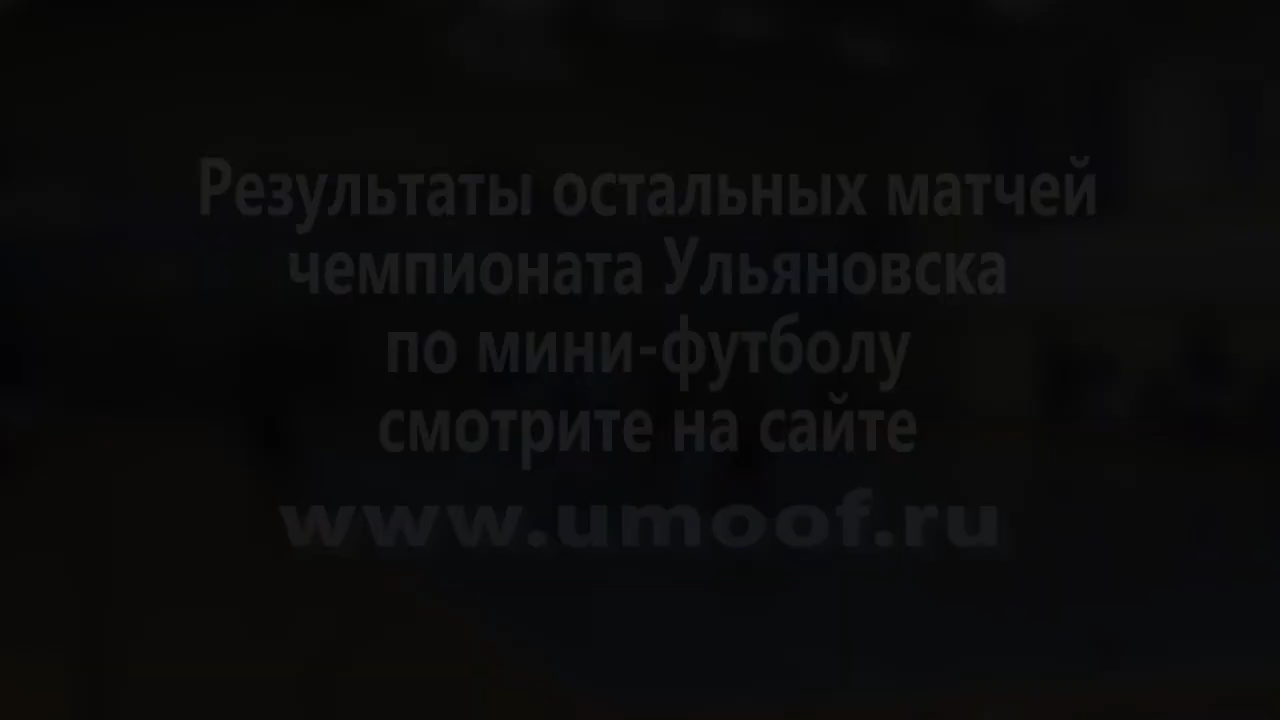 Результаты остальных матчей
чемпионата Ульяновска
по мини-футболу
смотрите на сайте
www.umoof.ru